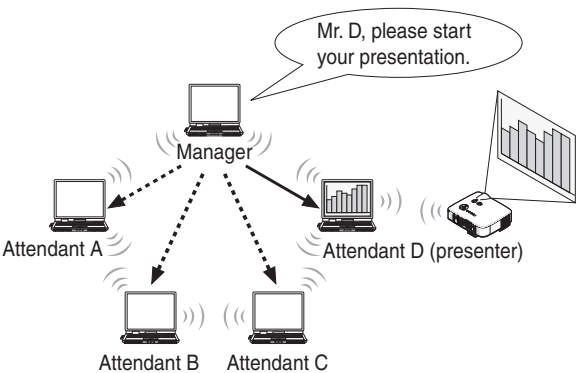 Mr. D, please start
your presentation.
Manager
Attendant A
Attendant D (presenter)
Attendant B
Attendant C